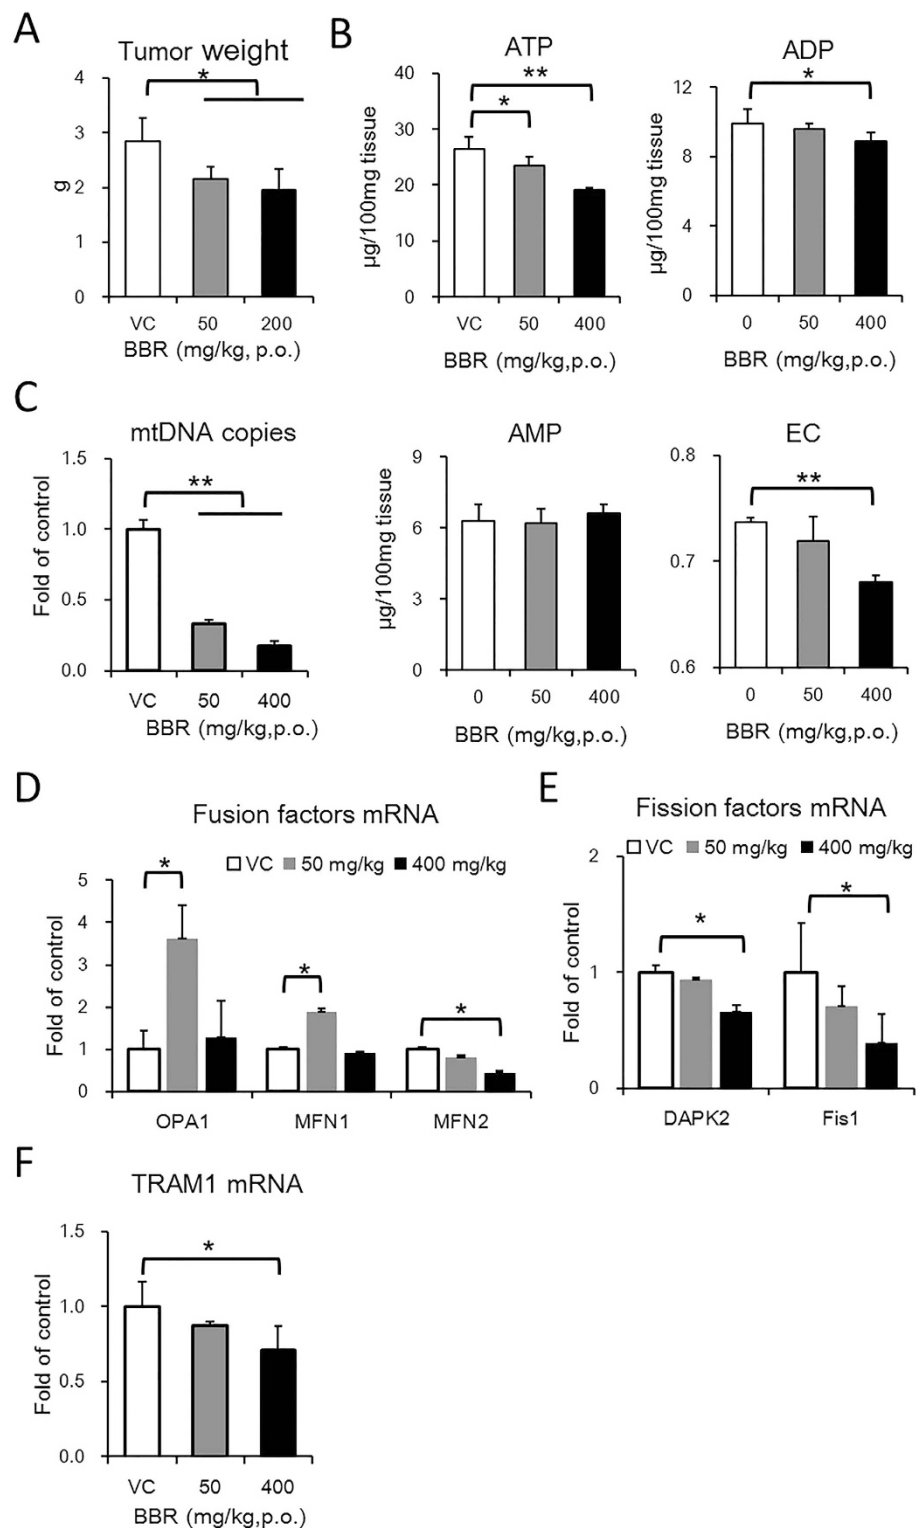 A
Tumor weight
*
4
3
2
1
0
g
VC 50 200
BBR (mg/kg, p.o.)
B
ATP
**
*
40
30
20
10
0
µg/100mg tissue
VC 50 400
BBR (mg/kg,p.o.)
ADP
*
12
8
4
0
µg/100mg tissue
0 50 400
BBR (mg/kg,p.o.)
C
mtDNA copies
**
1.5
1.0
0.5
0.0
Fold of control
VC 50 400
BBR (mg/kg,p.o.)
AMP
9
6
3
0
µg/100mg tissue
0 50 400
BBR (mg/kg,p.o.)
EC
**
0.8
0.7
0.6
0 50 400
BBR (mg/kg,p.o.)
D
Fusion factors mRNA
VC 50 mg/kg 400 mg/kg
*
*
*
5
4
3
2
1
0
Fold of control
OPA1 MFN1 MFN2
E
Fission factors mRNA
VC 50 mg/kg 400 mg/kg
*
*
2
1
0
Fold of control
DAPK2 Fis1
F
TRAM1 mRNA
*
1.5
1.0
0.5
0.0
Fold of control
VC 50 400
BBR (mg/kg,p.o.)